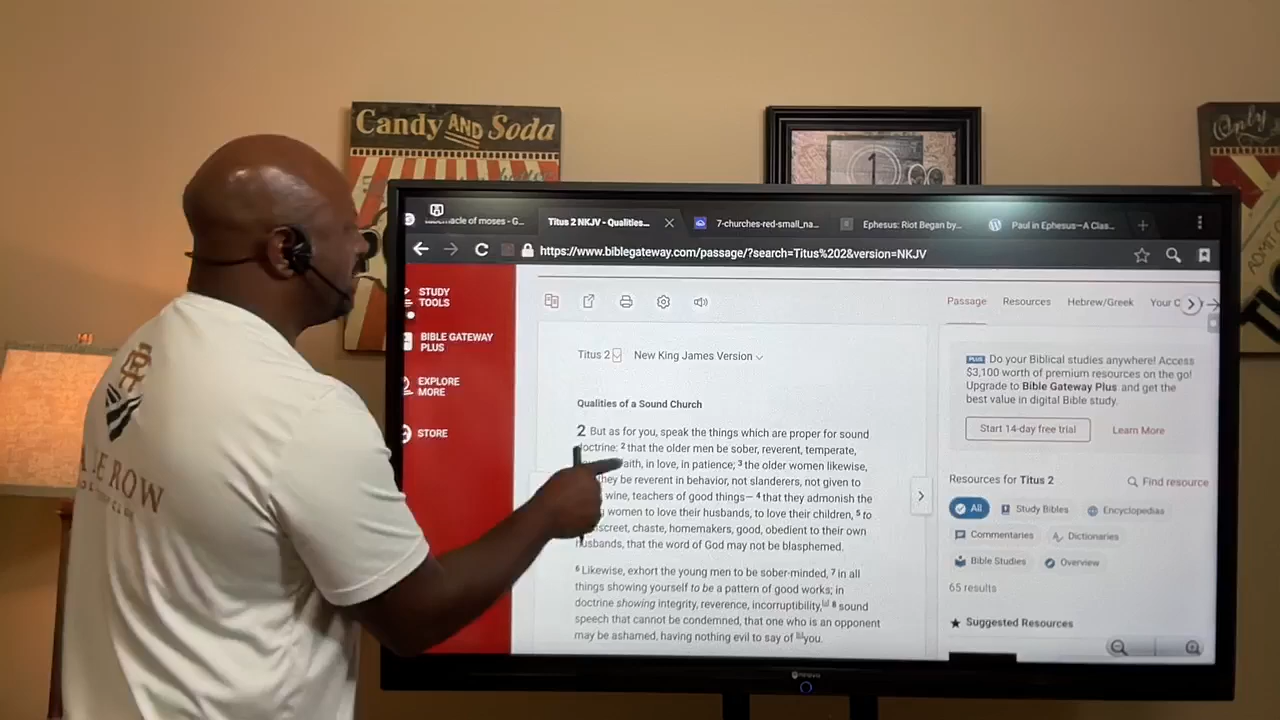 Candy AND Soda
Only
1
tabernacle of moses - G...
Titus 2 NKJV - Qualities...
7-churches-red-small_na...
Ephesus: Riot Began by...
Paul in Ephesus—A Clas...
https://www.biblegateway.com/passage/?search=Titus%202&version=NKJV
STUDY
TOOLS
BIBLE GATEWAY
PLUS
EXPLORE
MORE
STORE
Passage Resources Hebrew/Greek Your C
Titus 2 New King James Version
PLUS Do your Biblical studies anywhere! Access
$3,100 worth of premium resources on the go!
Upgrade to Bible Gateway Plus and get the
best value in digital Bible study.
Start 14-day free trial Learn More
Qualities of a Sound Church
2 But as for you, speak the things which are proper for sound
doctrine: 2 that the older men be sober, reverent, temperate,
faith, in love, in patience; 3 the older women likewise,
they be reverent in behavior, not slanderers, not given to
wine, teachers of good things— 4 that they admonish the
women to love their husbands, to love their children, 5 to
discreet, chaste, homemakers, good, obedient to their own
husbands, that the word of God may not be blasphemed.
6 Likewise, exhort the young men to be sober-minded, 7 in all
things showing yourself to be a pattern of good works; in
doctrine showing integrity, reverence, incorruptibility, 8 sound
speech that cannot be condemned, that one who is an opponent
may be ashamed, having nothing evil to say of you.
Resources for Titus 2 Find resource
All Study Bibles Encyclopedias
Commentaries Dictionaries
Bible Studies Overview
65 results
Suggested Resources
ROW
ADMIT